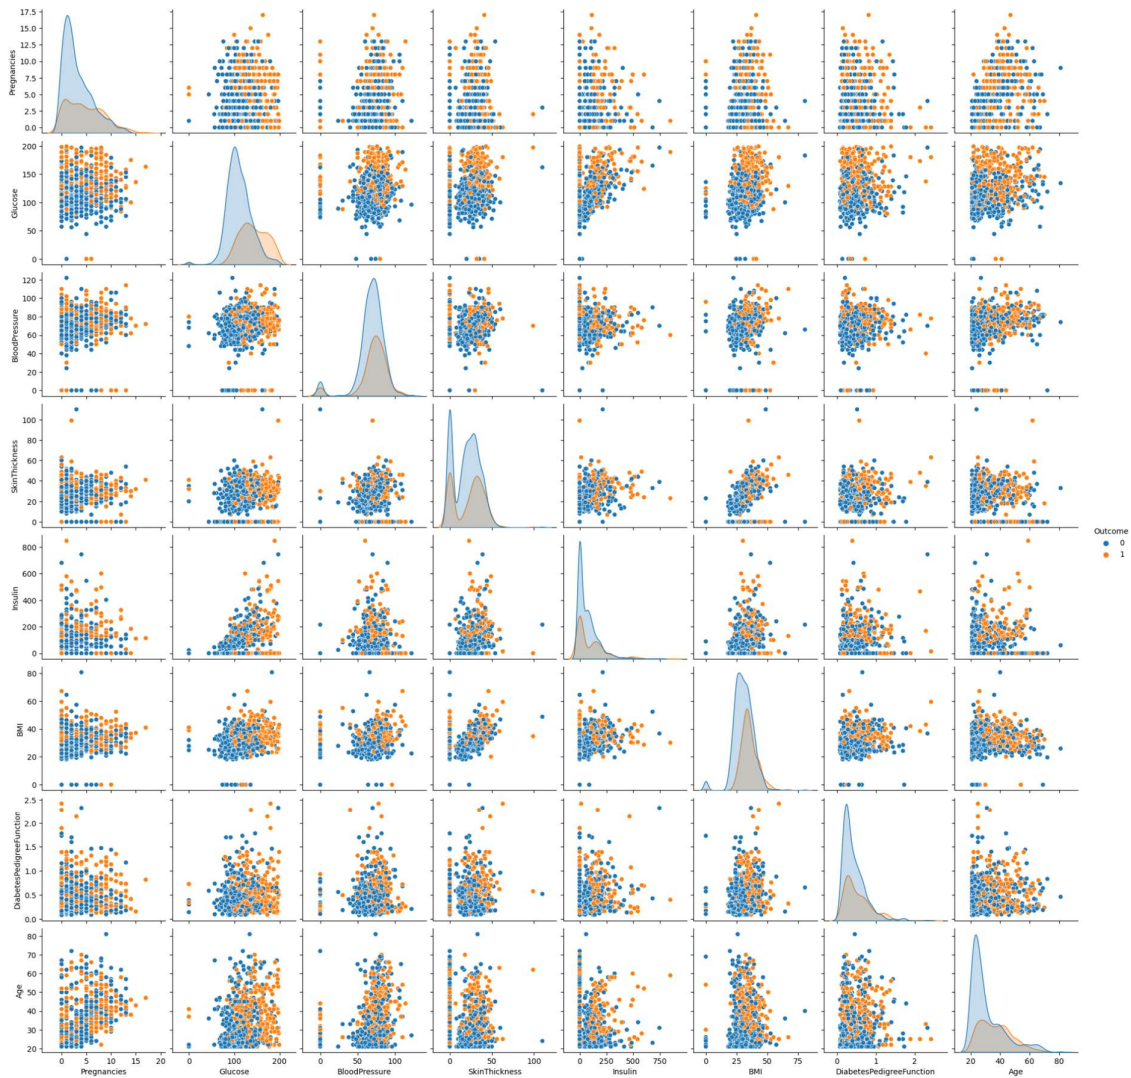 17.5
15.0
12.5
10.0
7.5
5.0
2.5
0.0
Pregnancies
200
150
100
50
0
Glucose
120
100
80
60
40
20
0
BloodPressure
100
80
60
40
20
0
SkinThickness
800
600
400
200
0
Insulin
Outcome
0
1
80
60
40
20
0
BMI
2.5
2.0
1.5
1.0
0.5
0.0
DiabetesPedigreeFunction
80
70
60
50
40
30
20
Age
0 5 10 15 20
Pregnancies
0 100 200
Glucose
0 50 100
BloodPressure
0 50 100
SkinThickness
0 250 500 750
Insulin
0 25 50 75
BMI
0 1 2
DiabetesPedigreeFunction
20 40 60 80
Age